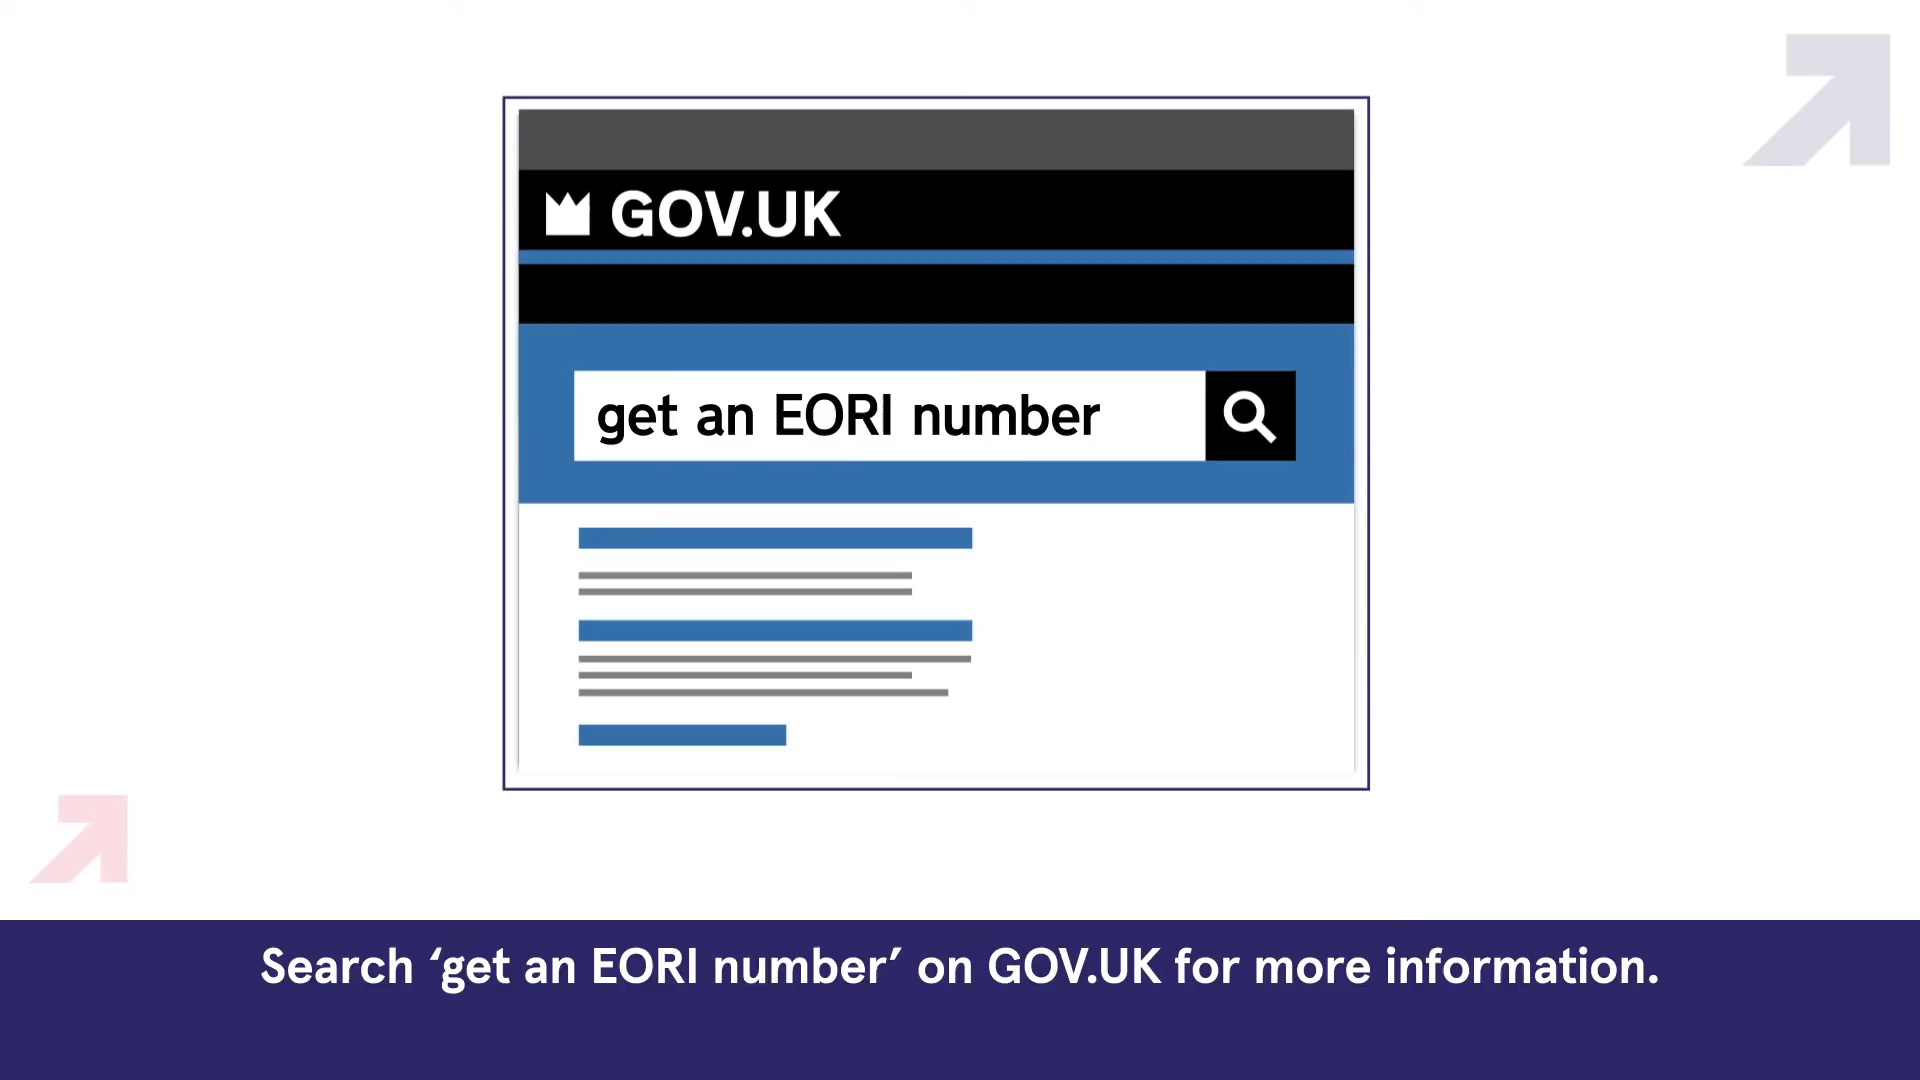 GOV.UK
get an EORI number
Search ‘get an EORI number’ on GOV.UK for more information.